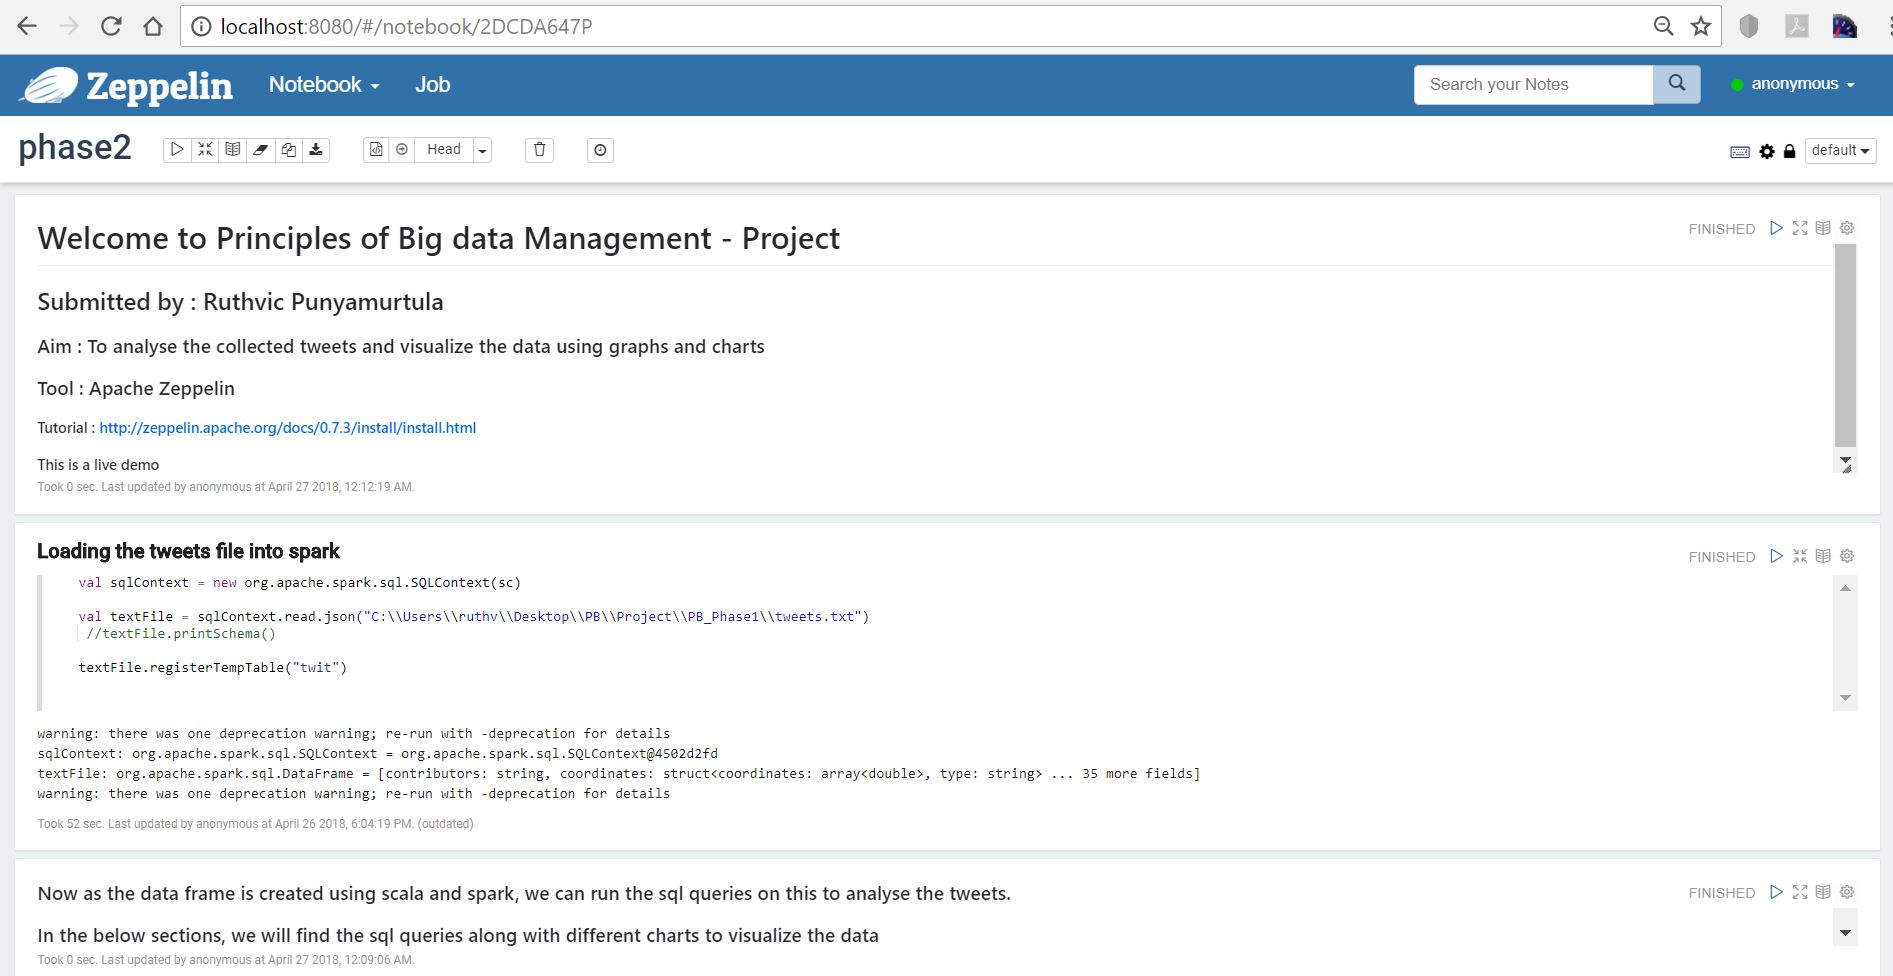 localhost:8080/#/notebook/2DCDA647P
Zeppelin Notebook Job Search your Notes anonymous
phase2 Head default
Welcome to Principles of Big data Management - Project FINISHED
Submitted by : Ruthvic Punyamurtula
Aim : To analyse the collected tweets and visualize the data using graphs and charts
Tool : Apache Zeppelin
Tutorial : http://zeppelin.apache.org/docs/0.7.3/install/install.html
This is a live demo
Took 0 sec. Last updated by anonymous at April 27 2018, 12:12:19 AM.
Loading the tweets file into spark FINISHED
val sqlContext = new org.apache.spark.sql.SQLContext(sc)
val textFile = sqlContext.read.json("C:\\Users\\ruthv\\Desktop\\PB\\Project\\PB_Phase1\\tweets.txt")
//textFile.printSchema()
textFile.registerTempTable("twit")
warning: there was one deprecation warning; re-run with -deprecation for details
sqlContext: org.apache.spark.sql.SQLContext = org.apache.spark.sql.SQLContext@4502d2fd
textFile: org.apache.spark.sql.DataFrame = [contributors: string, coordinates: struct<coordinates: array<double>, type: string> ... 35 more fields]
warning: there was one deprecation warning; re-run with -deprecation for details
Took 52 sec. Last updated by anonymous at April 26 2018, 6:04:19 PM. (outdated)
Now as the data frame is created using scala and spark, we can run the sql queries on this to analyse the tweets. FINISHED
In the below sections, we will find the sql queries along with different charts to visualize the data
Took 0 sec. Last updated by anonymous at April 27 2018, 12:09:06 AM.